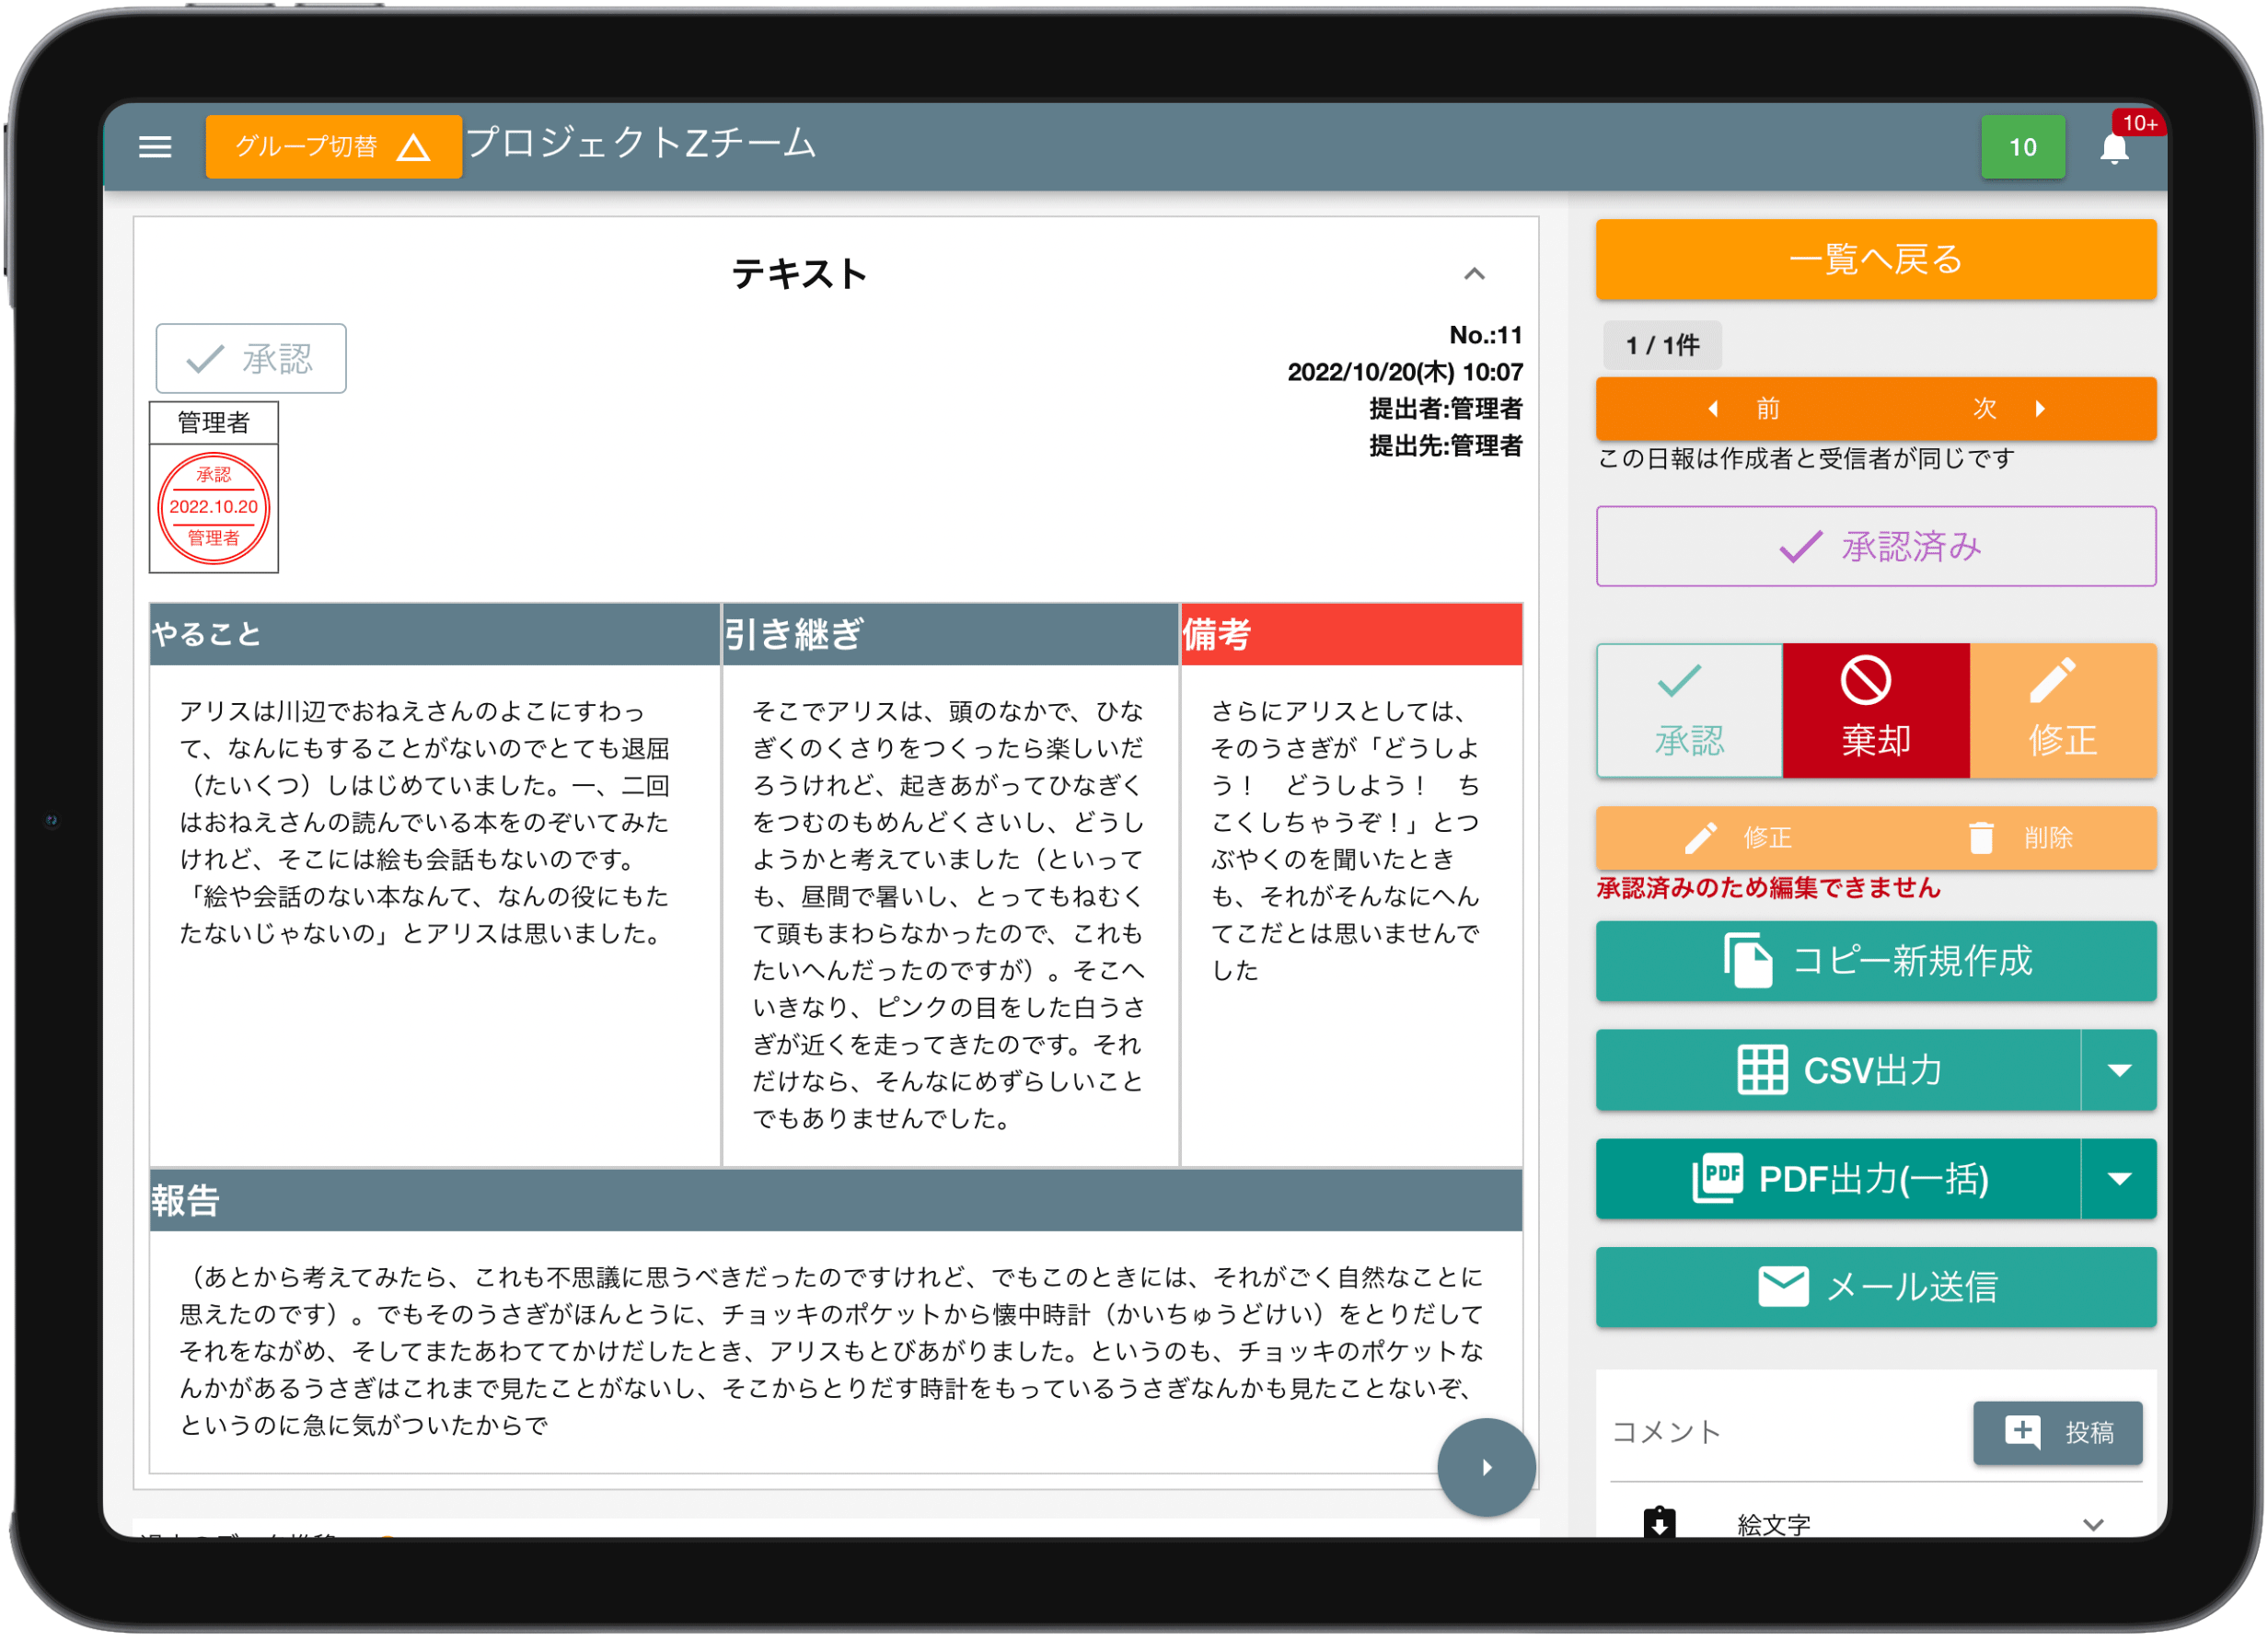 グループ切替 プロジェクトZチーム 10 10+
テキスト
承認
No.:11
2022/10/20(木) 10:07
提出者:管理者
提出先:管理者
管理者
承認
2022.10.20
管理者
やること
アリスは川辺でおねえさんのよこにすわっ
て、なんにもすることがないのでとても退屈
（たいくつ）しはじめていました。一、二回
はおねえさんの読んでいる本をのぞいてみた
けれど、そこには絵も会話もないのです。
「絵や会話のない本なんて、なんの役にもた
たないじゃないの」とアリスは思いました。
引き継ぎ
そこでアリスは、頭のなかで、ひな
ぎくのくさりをつくったら楽しいだ
ろうけれど、起きあがってひなぎく
をつむのもめんどくさいし、どうし
ようかと考えていました（といって
も、昼間で暑いし、とってもねむく
て頭もまわらなかったので、これも
たいへんだったのですが）。そこへ
いきなり、ピンクの目をした白うさ
ぎが近くを走ってきたのです。それ
だけなら、そんなにめずらしいこと
でもありませんでした。
備考
さらにアリスとしては、
そのうさぎが「どうしよ
う！　どうしよう！　ち
こくしちゃうぞ！」とつ
ぶやくのを聞いたとき
も、それがそんなにへん
てこだとは思いませんで
した
報告
（あとから考えてみたら、これも不思議に思うべきだったのですけれど、でもこのときには、それがごく自然なことに
思えたのです）。でもそのうさぎがほんとうに、チョッキのポケットから懐中時計（かいちゅうどけい）をとりだして
それをながめ、そしてまたあわててかけだしたとき、アリスもとびあがりました。というのも、チョッキのポケットな
んかがあるうさぎはこれまで見たことがないし、そこからとりだす時計をもっているうさぎなんかも見たことないぞ、
というのに急に気がついたからで
一覧へ戻る
1 / 1件
前 次
この日報は作成者と受信者が同じです
承認済み
承認 棄却 修正
修正 削除
承認済みのため編集できません
コピー新規作成
CSV出力
PDF PDF出力(一括)
メール送信
コメント 投稿
絵文字